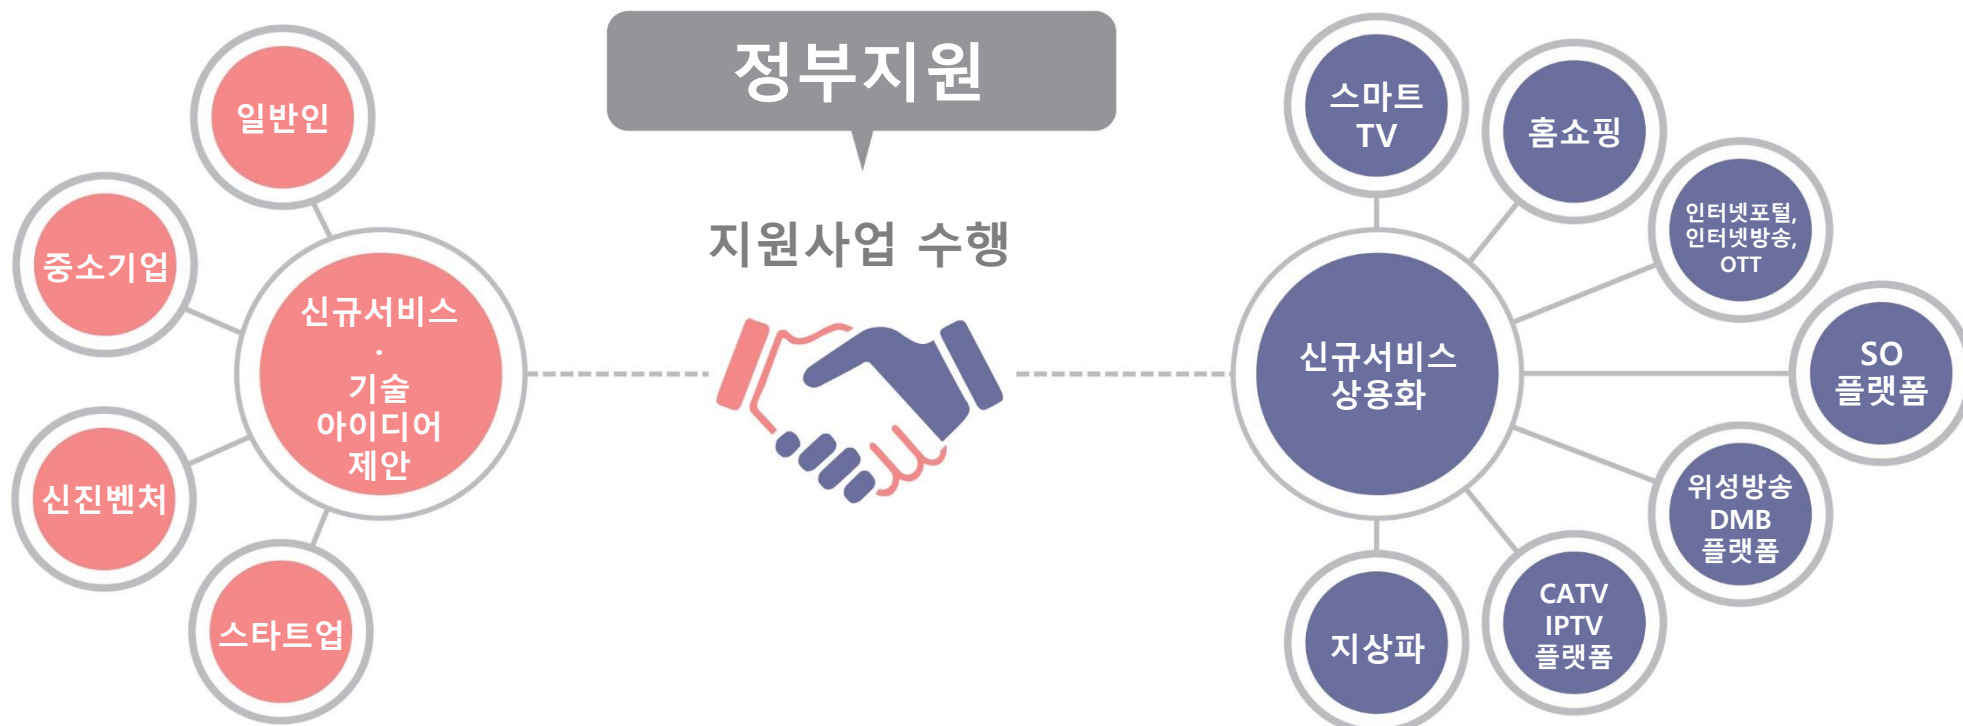 정부지원
지원사업 수행
일반인
중소기업
신진벤처
스타트업
신규서비스
·
기술
아이디어
제안
신규서비스
상용화
스마트
TV
홈쇼핑
인터넷포털,
인터넷방송,
OTT
SO
플랫폼
위성방송
DMB
플랫폼
CATV
IPTV
플랫폼
지상파